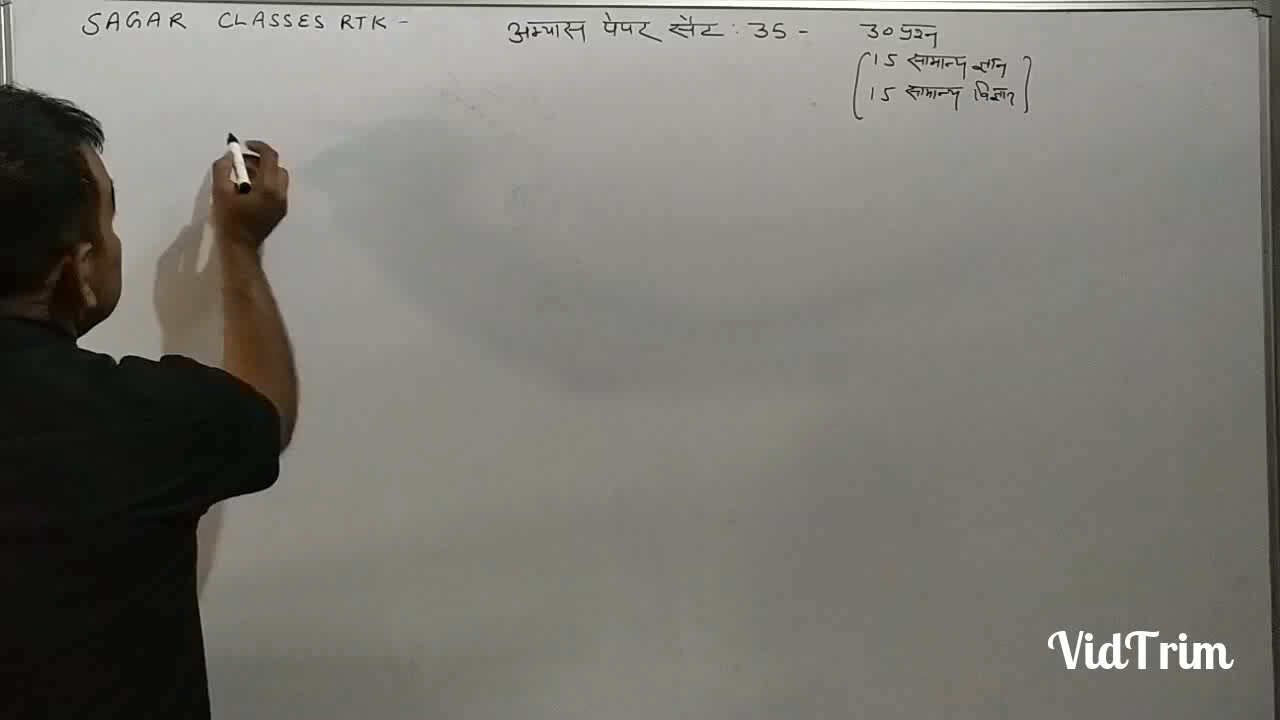 SAGAR CLASSES RTK -
अभ्यास पेपर सैट : 35 -
30 प्रश्न
15 सामान्य ज्ञान
15 सामान्य विज्ञान
VidTrim